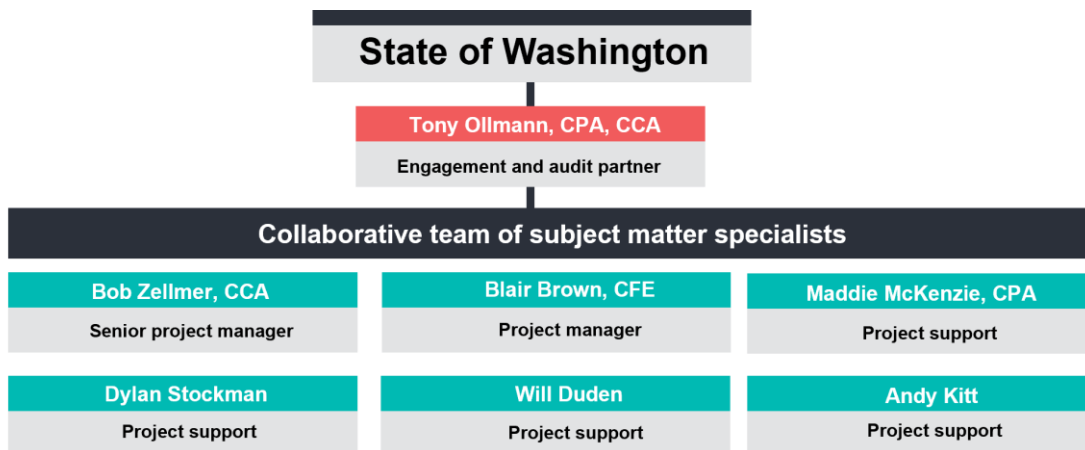 State of Washington
Tony Ollmann, CPA, CCA
Engagement and audit partner
Collaborative team of subject matter specialists
Bob Zellmer, CCA
Senior project manager
Blair Brown, CFE
Project manager
Maddie McKenzie, CPA
Project support
Dylan Stockman
Project support
Will Duden
Project support
Andy Kitt
Project support